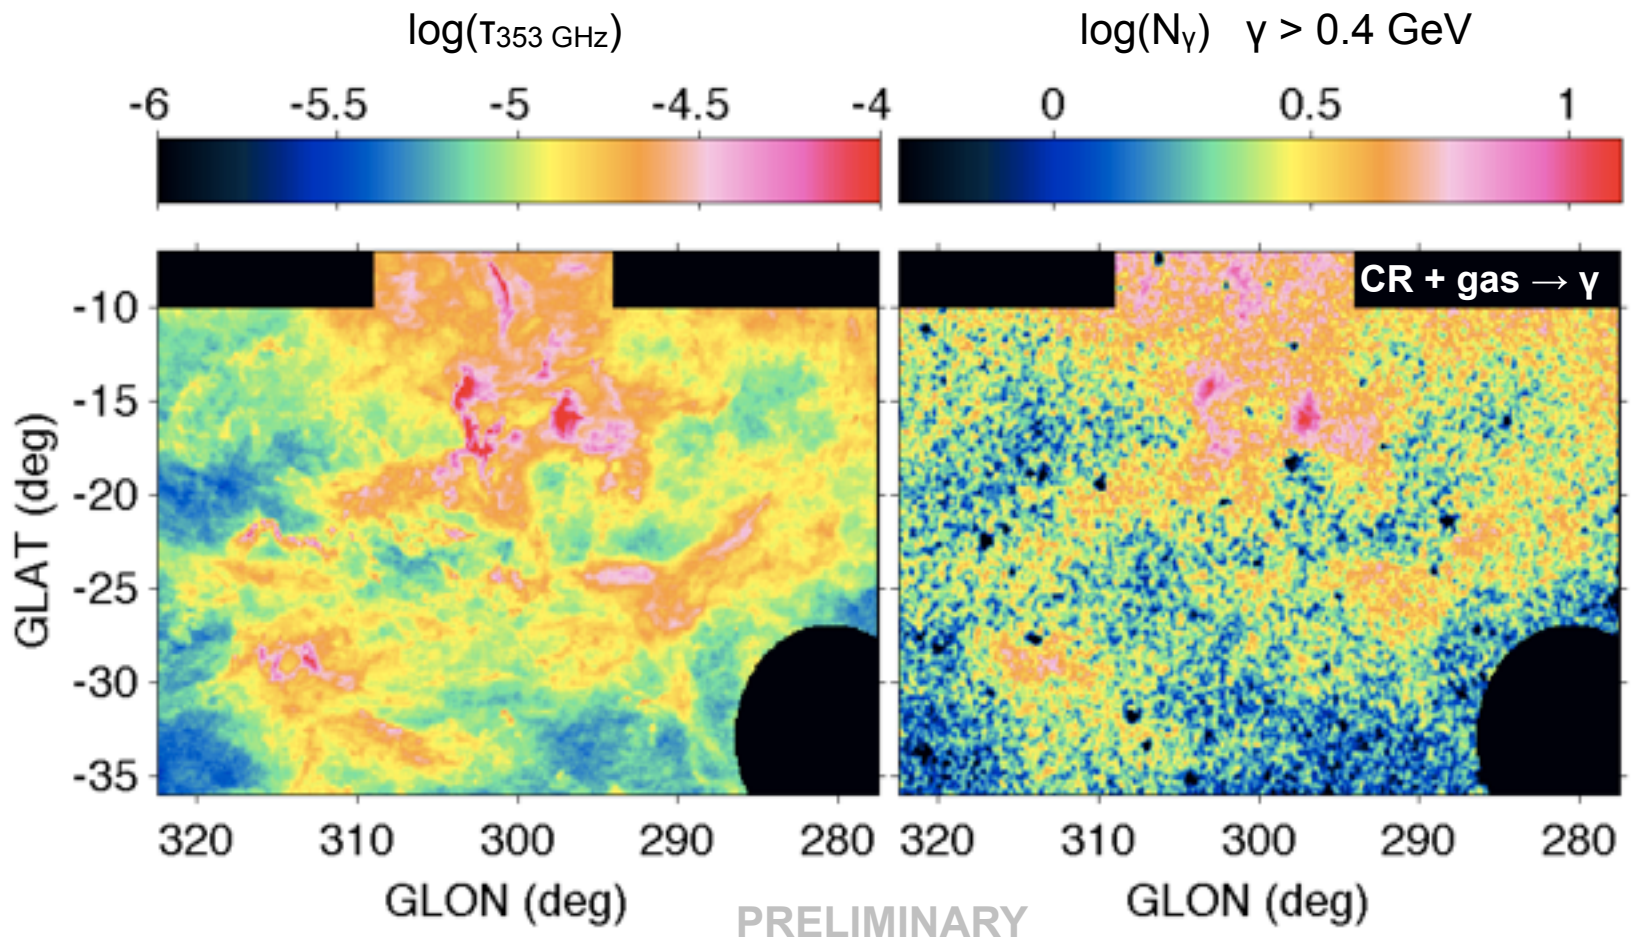 log(τ353 GHz)
log(Nγ) γ > 0.4 GeV
-6 -5.5 -5 -4.5 -4
0 0.5 1
CR + gas → γ
-10
-15
-20
-25
-30
-35
GLAT (deg)
320 310 300 290 280
320 310 300 290 280
GLON (deg)
GLON (deg)
PRELIMINARY